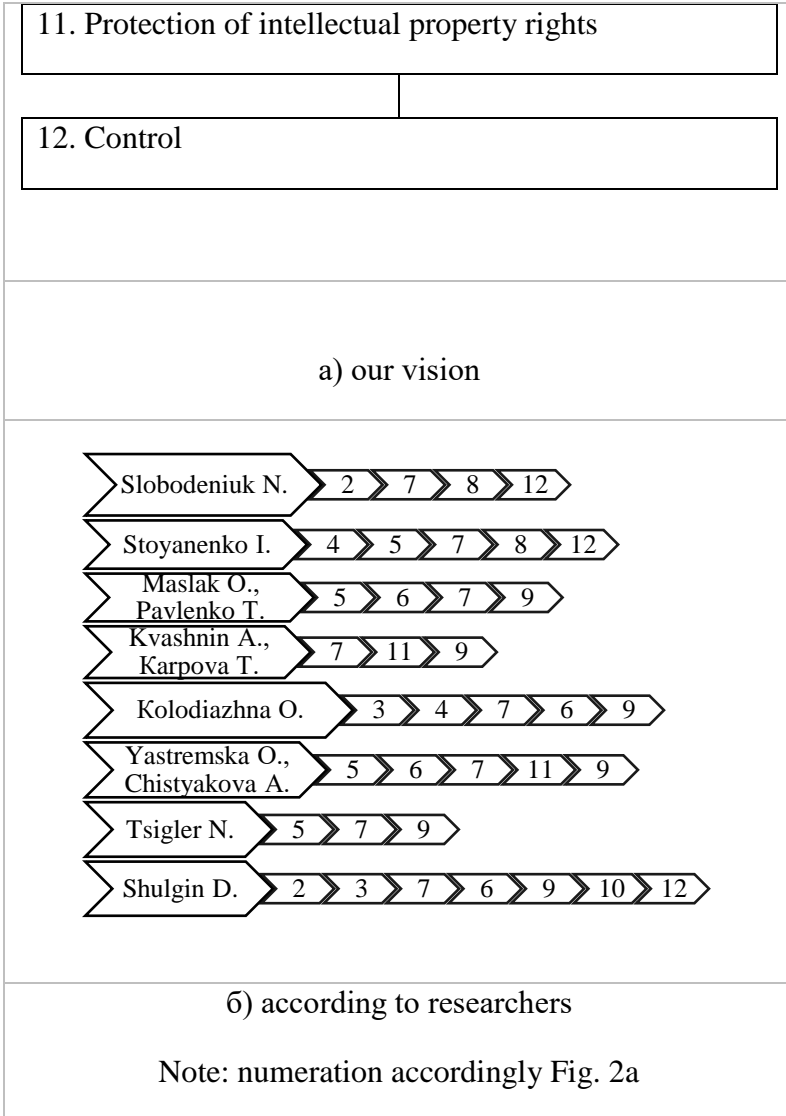 11. Protection of intellectual property rights
12. Control
a) our vision
Slobodeniuk N. 2 7 8 12
Stoyanenko I. 4 5 7 8 12
Maslak O.,
Pavlenko T. 5 6 7 9
Kvashnin A.,
Karpova T. 7 11 9
Kolodiazhna O. 3 4 7 6 9
Yastremska O.,
Chistyakova A. 5 6 7 11 9
Tsigler N. 5 7 9
Shulgin D. 2 3 7 6 9 10 12
б) according to researchers
Note: numeration accordingly Fig. 2a